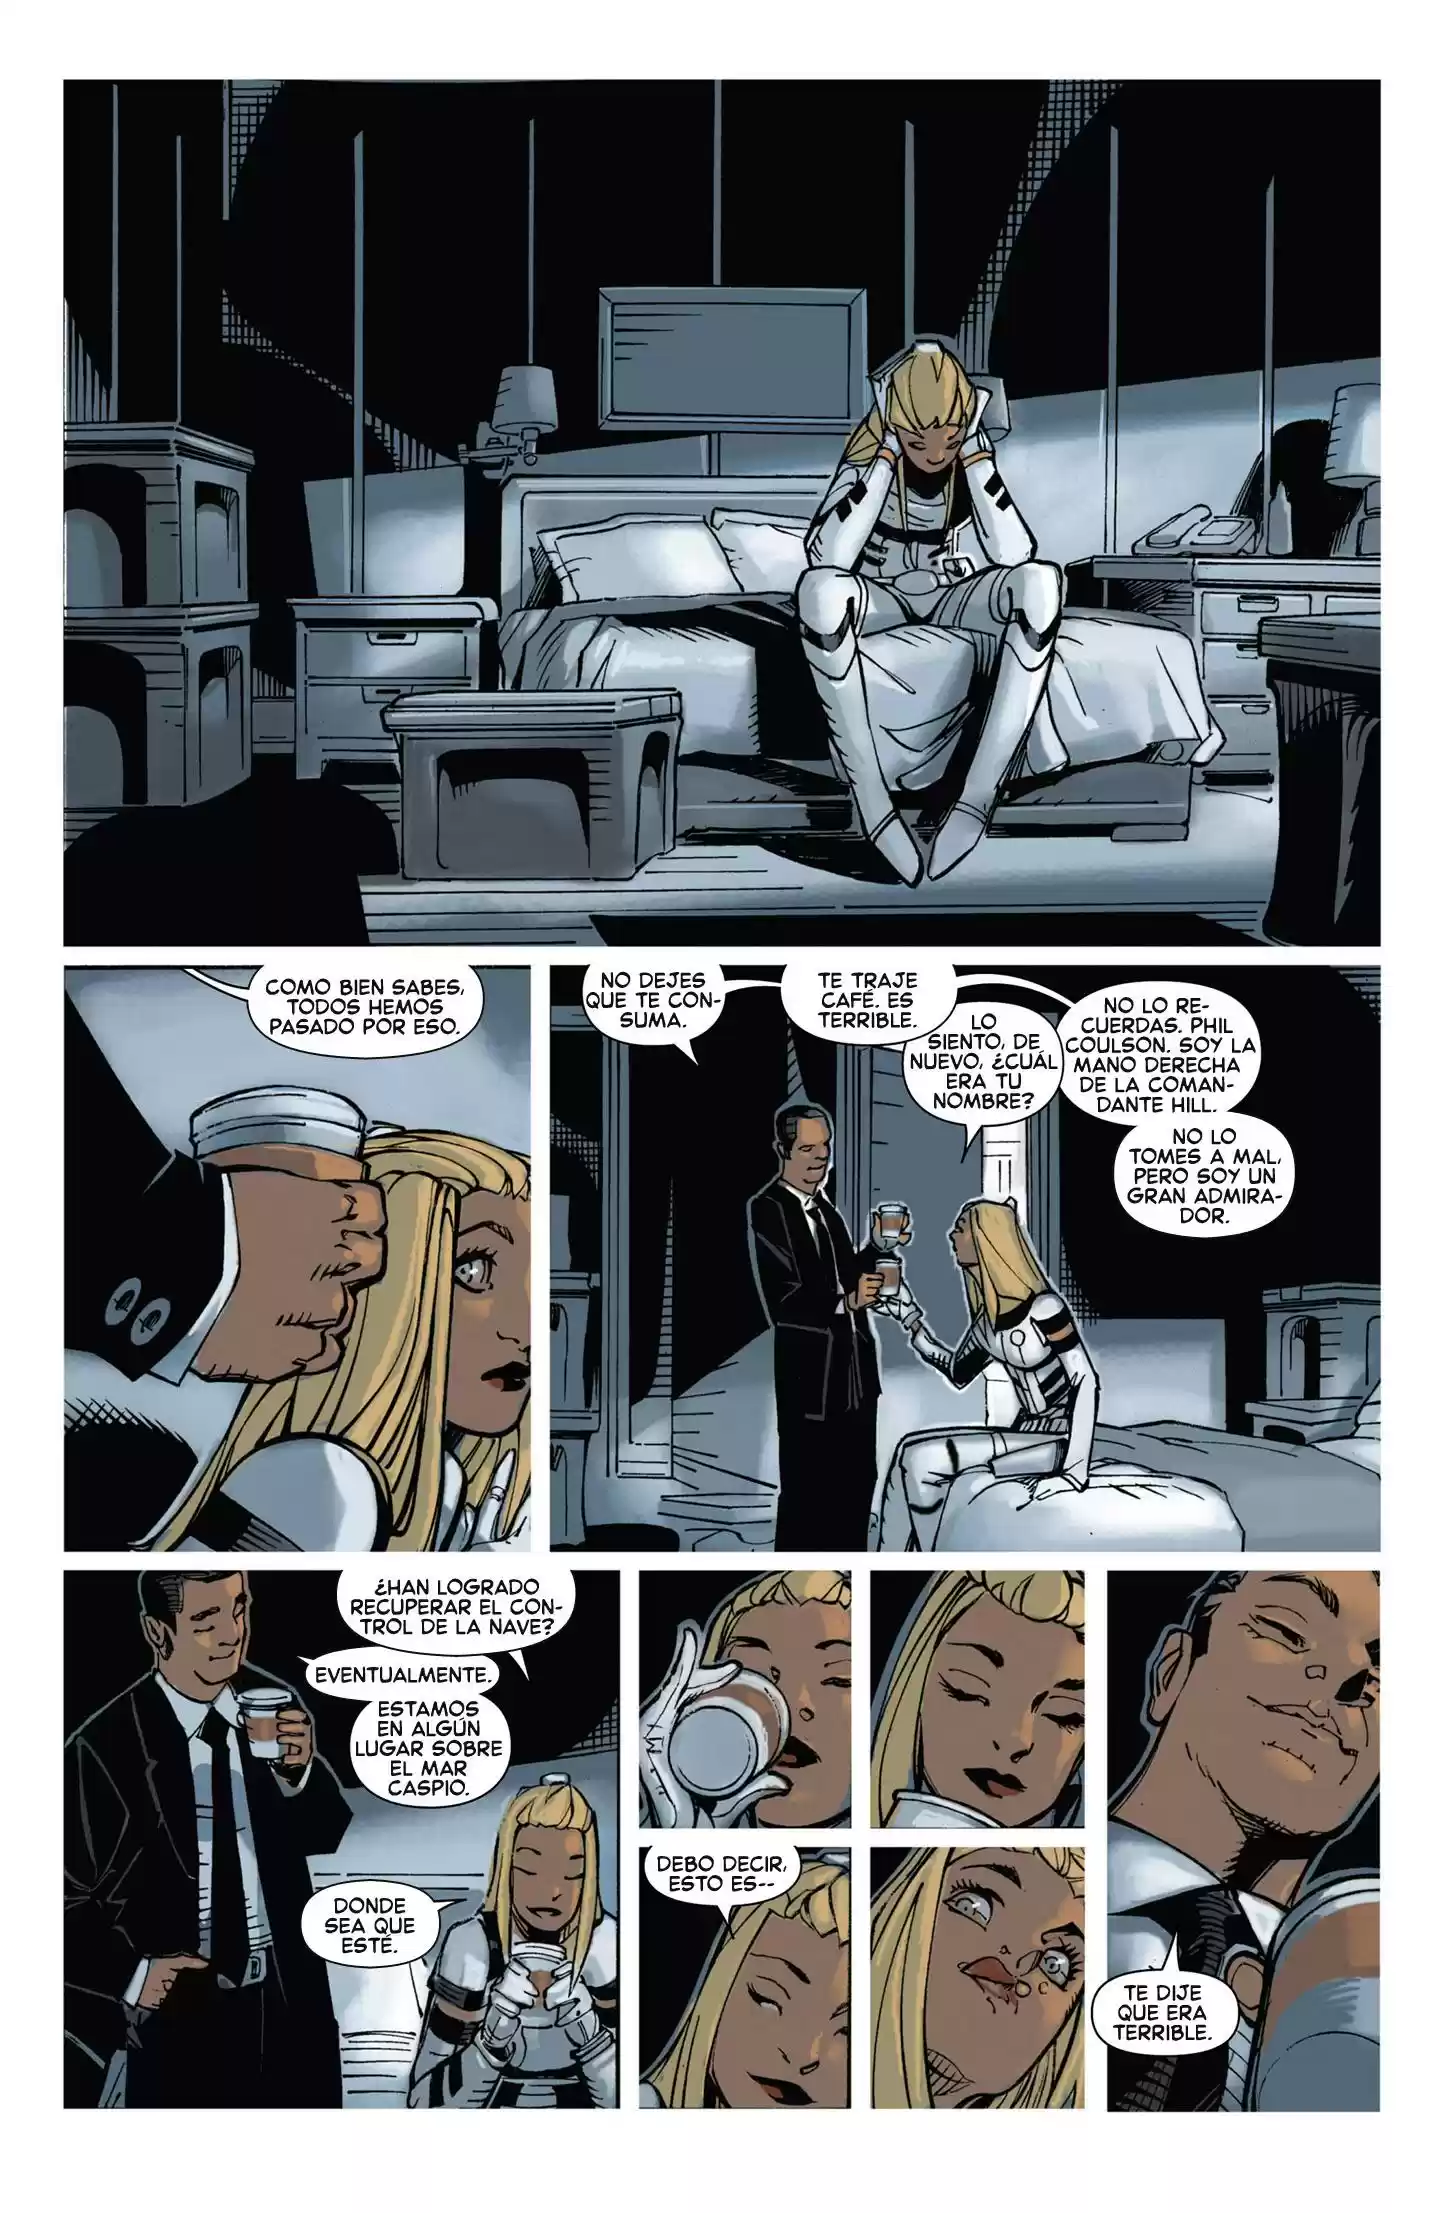 COMO BIEN SABES,
TODOS HEMOS
PASADO POR ESO.
NO DEJES
QUE TE CON-
SUMA.
TE TRAJE
CAFÉ. ES
TERRIBLE.
LO
SIENTO, DE
NUEVO, ¿CUÁL
ERA TU
NOMBRE?
NO LO RE-
CUERDAS. PHIL
COULSON. SOY LA
MANO DERECHA
DE LA COMAN-
DANTE HILL.
NO LO
TOMES A MAL,
PERO SOY UN
GRAN ADMIRA-
DOR.
¿HAN LOGRADO
RECUPERAR EL CON-
TROL DE LA NAVE?
EVENTUALMENTE.
ESTAMOS
EN ALGÚN
LUGAR SOBRE
EL MAR
CASPIO.
DONDE
SEA QUE
ESTÉ.
DEBO DECIR,
ESTO ES--
TE DIJE
QUE ERA
TERRIBLE.